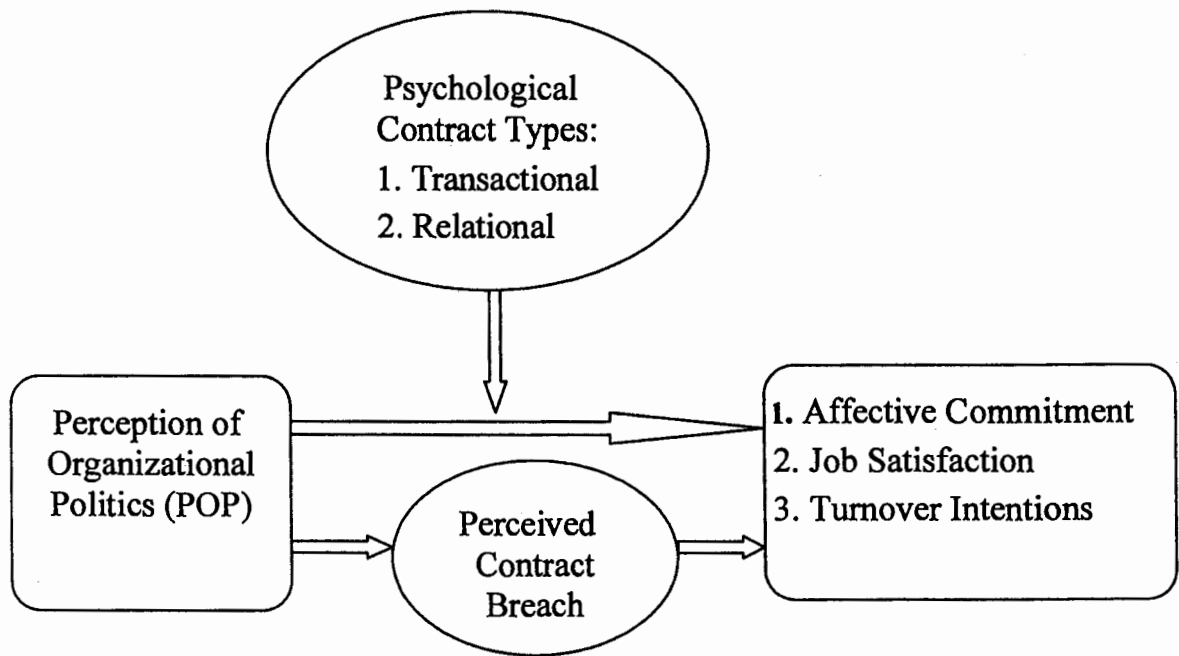 Psychological
Contract Types:
1. Transactional
2. Relational
Perception of
Organizational
Politics (POP)
Perceived
Contract
Breach
1. Affective Commitment
2. Job Satisfaction
3. Turnover Intentions